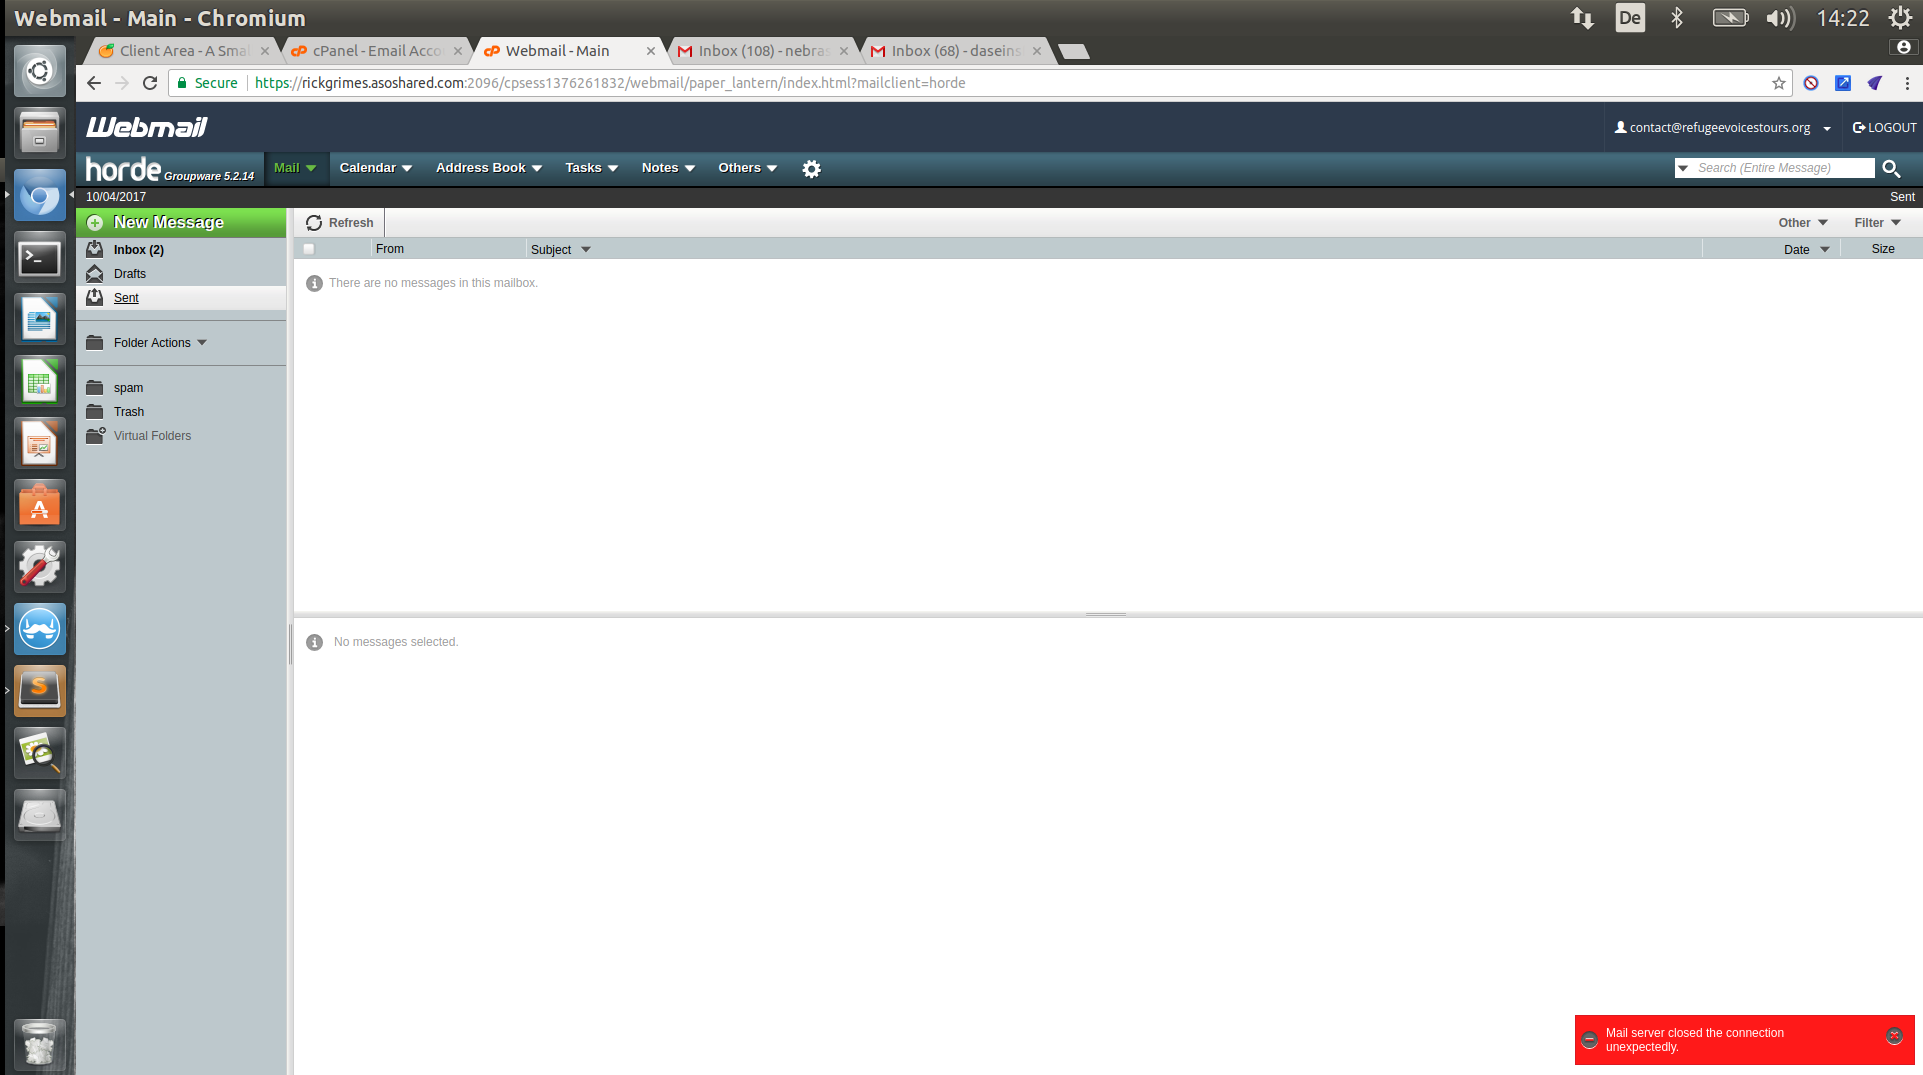 Webmail - Main - Chromium
De
14:22
Client Area - A Smal
cPanel - Email Acco
Webmail - Main
Inbox (108) - nebras
Inbox (68) - daseins
Secure
https://rickgrimes.asoshared.com:2096/cpsess1376261832/webmail/paper_lantern/index.html?mailclient=horde
Webmail
contact@refugeevoicestours.org
LOGOUT
horde Groupware 5.2.14
Mail
Calendar
Address Book
Tasks
Notes
Others
Search (Entire Message)
10/04/2017
Sent
New Message
Refresh
Other
Filter
Inbox (2)
From
Subject
Date
Size
Drafts
There are no messages in this mailbox.
Sent
Folder Actions
spam
Trash
Virtual Folders
No messages selected.
Mail server closed the connection
unexpectedly.